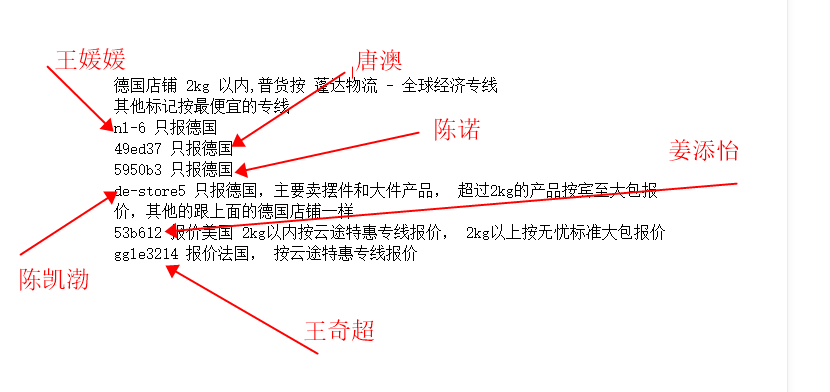 王媛媛
唐澳
德国店铺 2kg 以内,普货按 蓬达物流 - 全球经济专线
其他标记按最便宜的专线
n1-6 只报德国
49ed37 只报德国
陈诺
5950b3 只报德国
姜添怡
de-store5 只报德国，主要卖摆件和大件产品， 超过2kg的产品按宾至大包报
价，其他的跟上面的德国店铺一样
53b612 报价美国 2kg以内按云途特惠专线报价， 2kg以上按无忧标准大包报价
ggle3214 报价法国， 按云途特惠专线报价
陈凯渤
王奇超